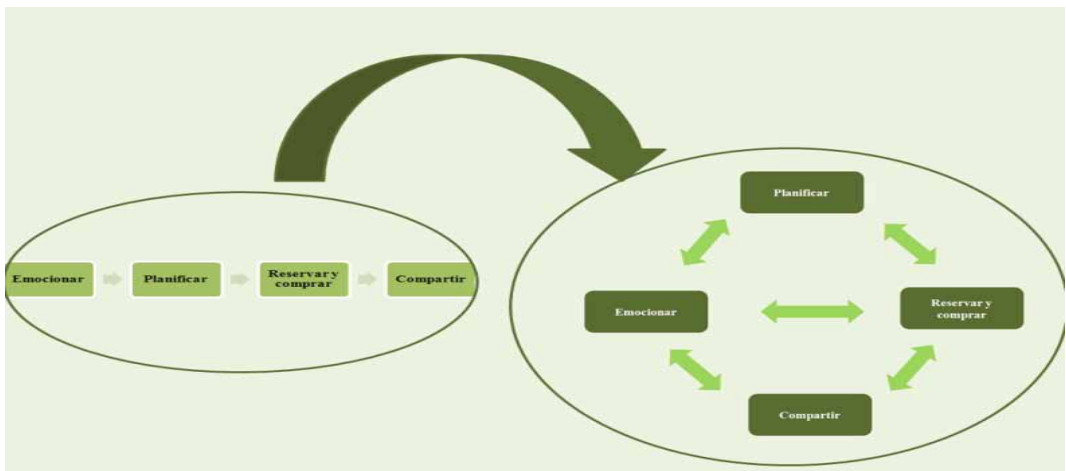 Emocionar
Planificar
Reservar y
comprar
Compartir
Planificar
Emocionar
Reservar y
comprar
Compartir